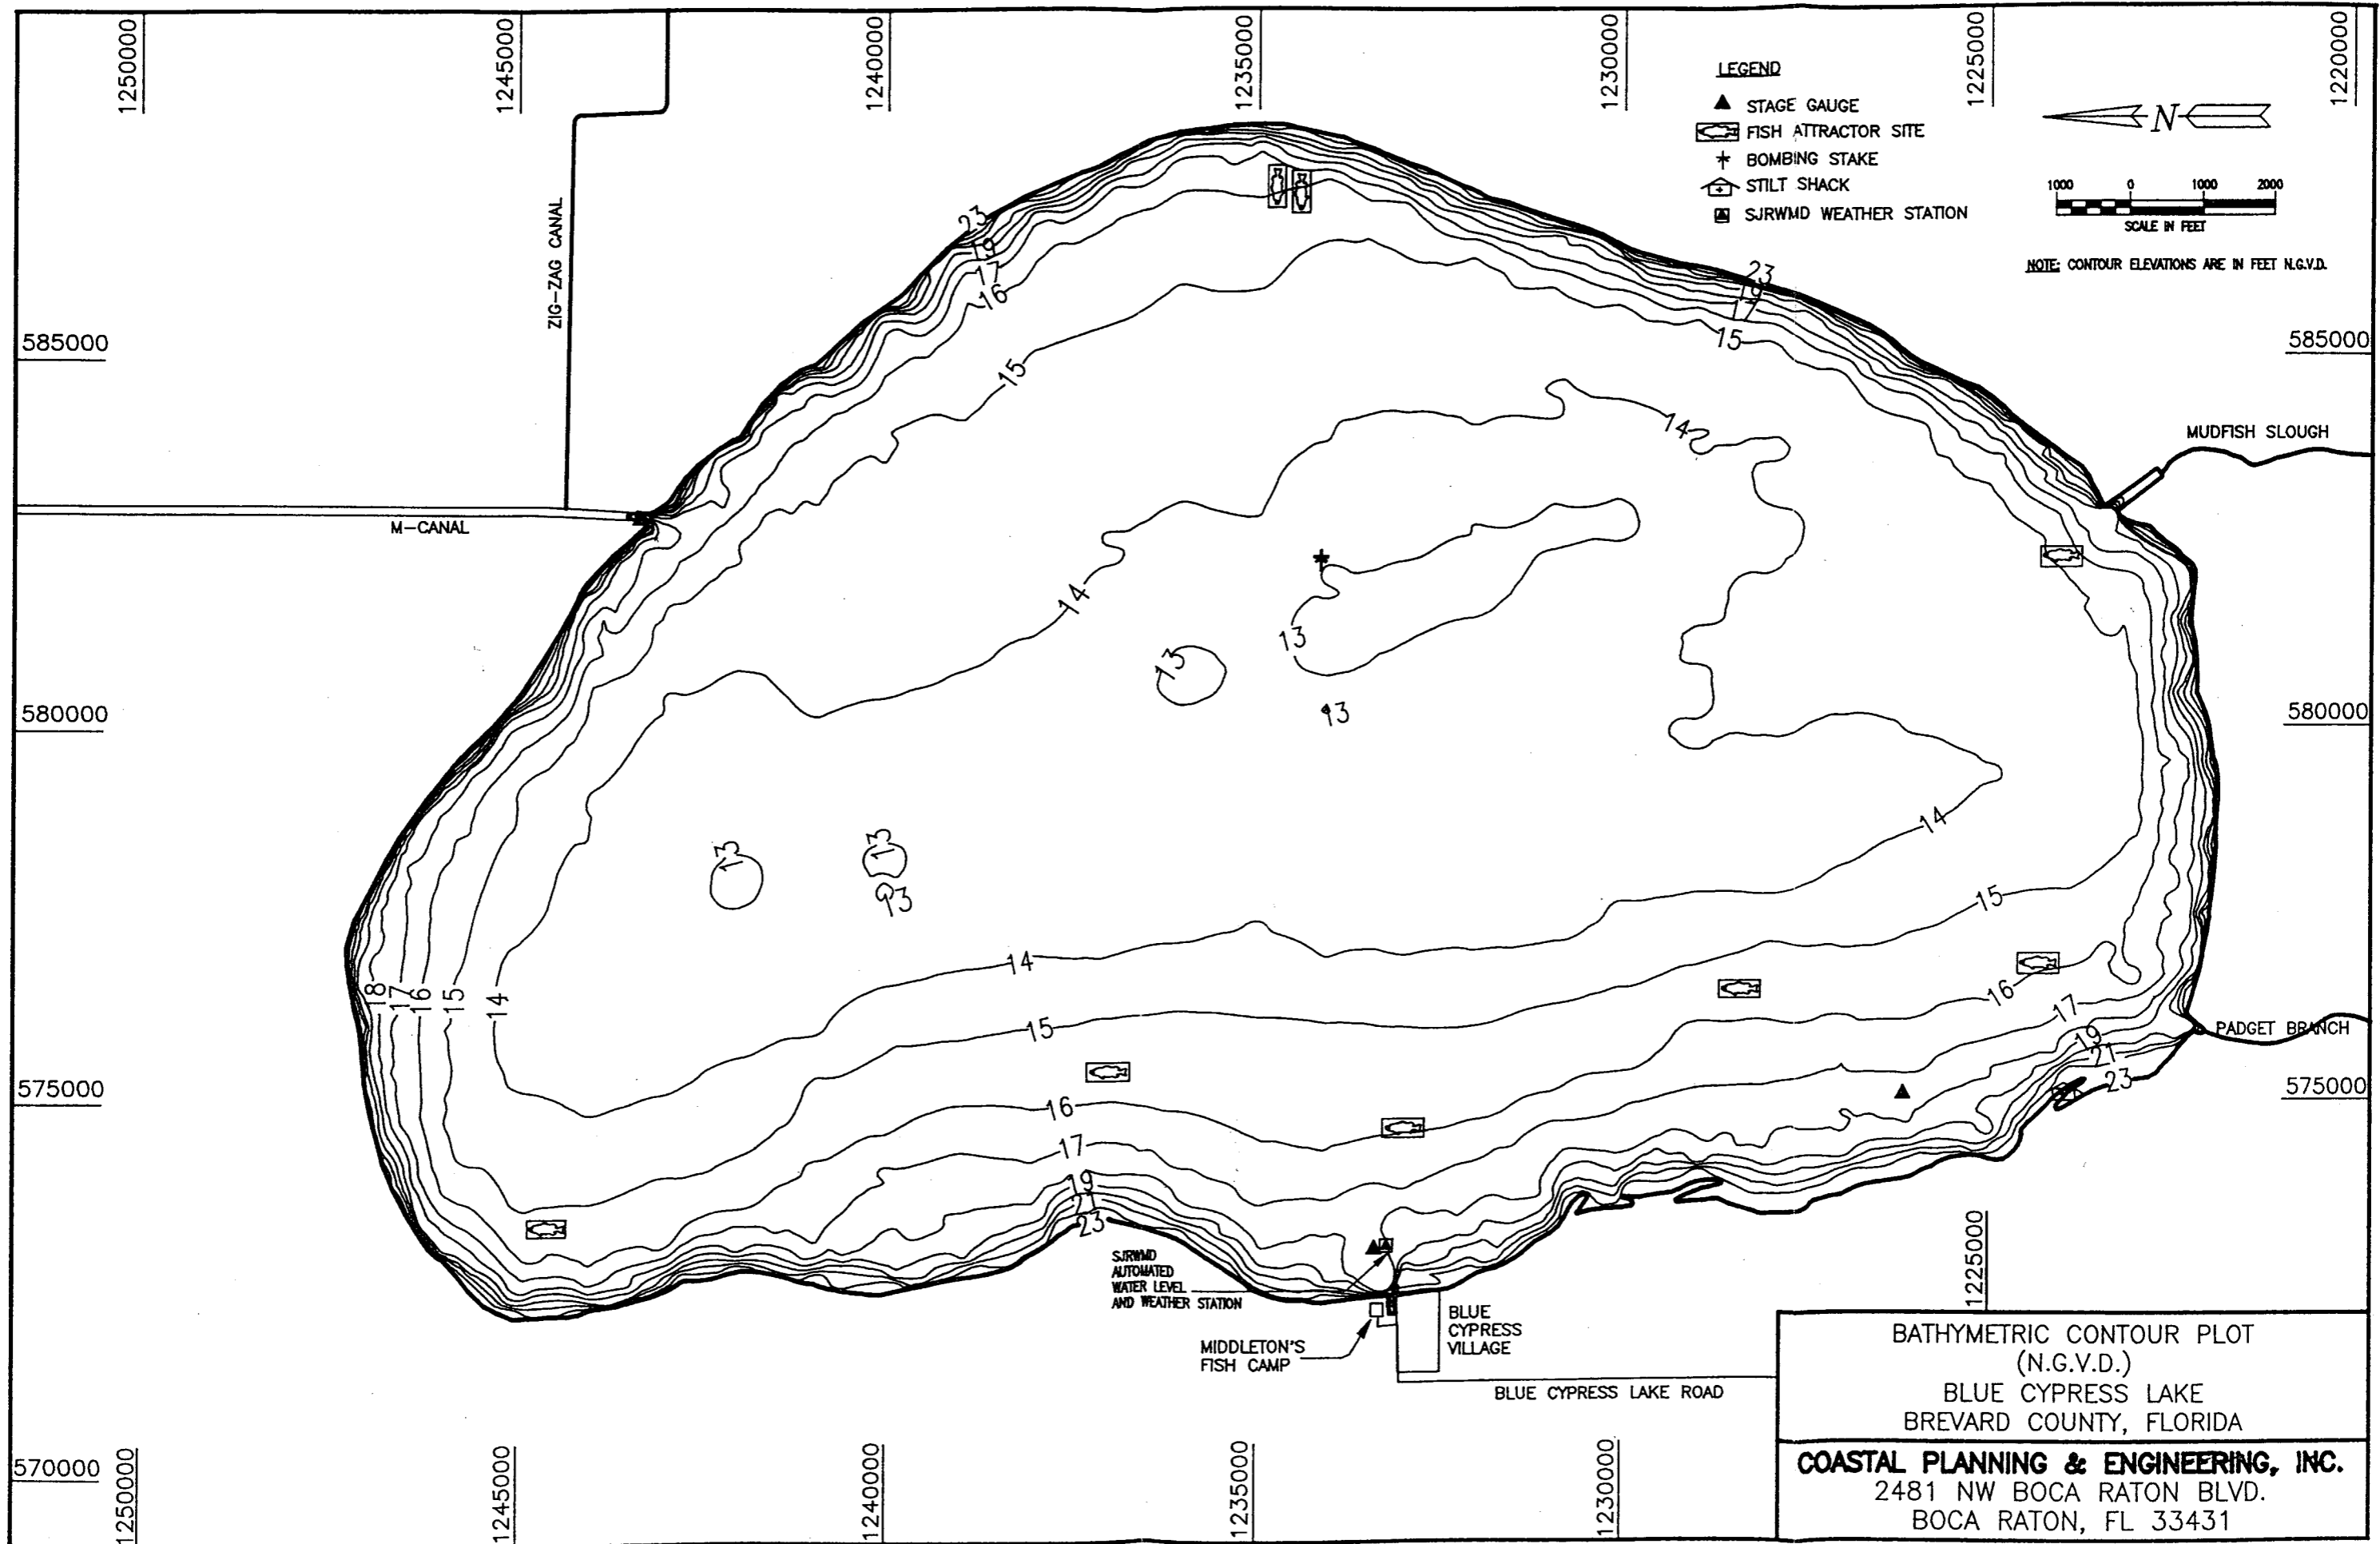 1250000
1245000
1240000
1235000
1230000
1225000
1220000
LEGEND
STAGE GAUGE
FISH ATTRACTOR SITE
BOMBING STAKE
STILT SHACK
SJRWMD WEATHER STATION
N
1000 0 1000 2000
SCALE IN FEET
NOTE: CONTOUR ELEVATIONS ARE IN FEET N.G.V.D.
ZIG-ZAG CANAL
23
19
17
16
15
23
19
17
15
585000
585000
14
MUDFISH SLOUGH
M-CANAL
14
13
13
13
580000
580000
14
13
13
13
15
14
18
17
16
15
14
16
17
15
PADGET BRANCH
19
21
23
575000
575000
16
17
19
21
23
SJRWMD
AUTOMATED
WATER LEVEL
AND WEATHER STATION
MIDDLETON'S
FISH CAMP
BLUE
CYPRESS
VILLAGE
BLUE CYPRESS LAKE ROAD
1225000
BATHYMETRIC CONTOUR PLOT
(N.G.V.D.)
BLUE CYPRESS LAKE
BREVARD COUNTY, FLORIDA
COASTAL PLANNING & ENGINEERING, INC.
2481 NW BOCA RATON BLVD.
BOCA RATON, FL 33431
570000
1250000
1245000
1240000
1235000
1230000